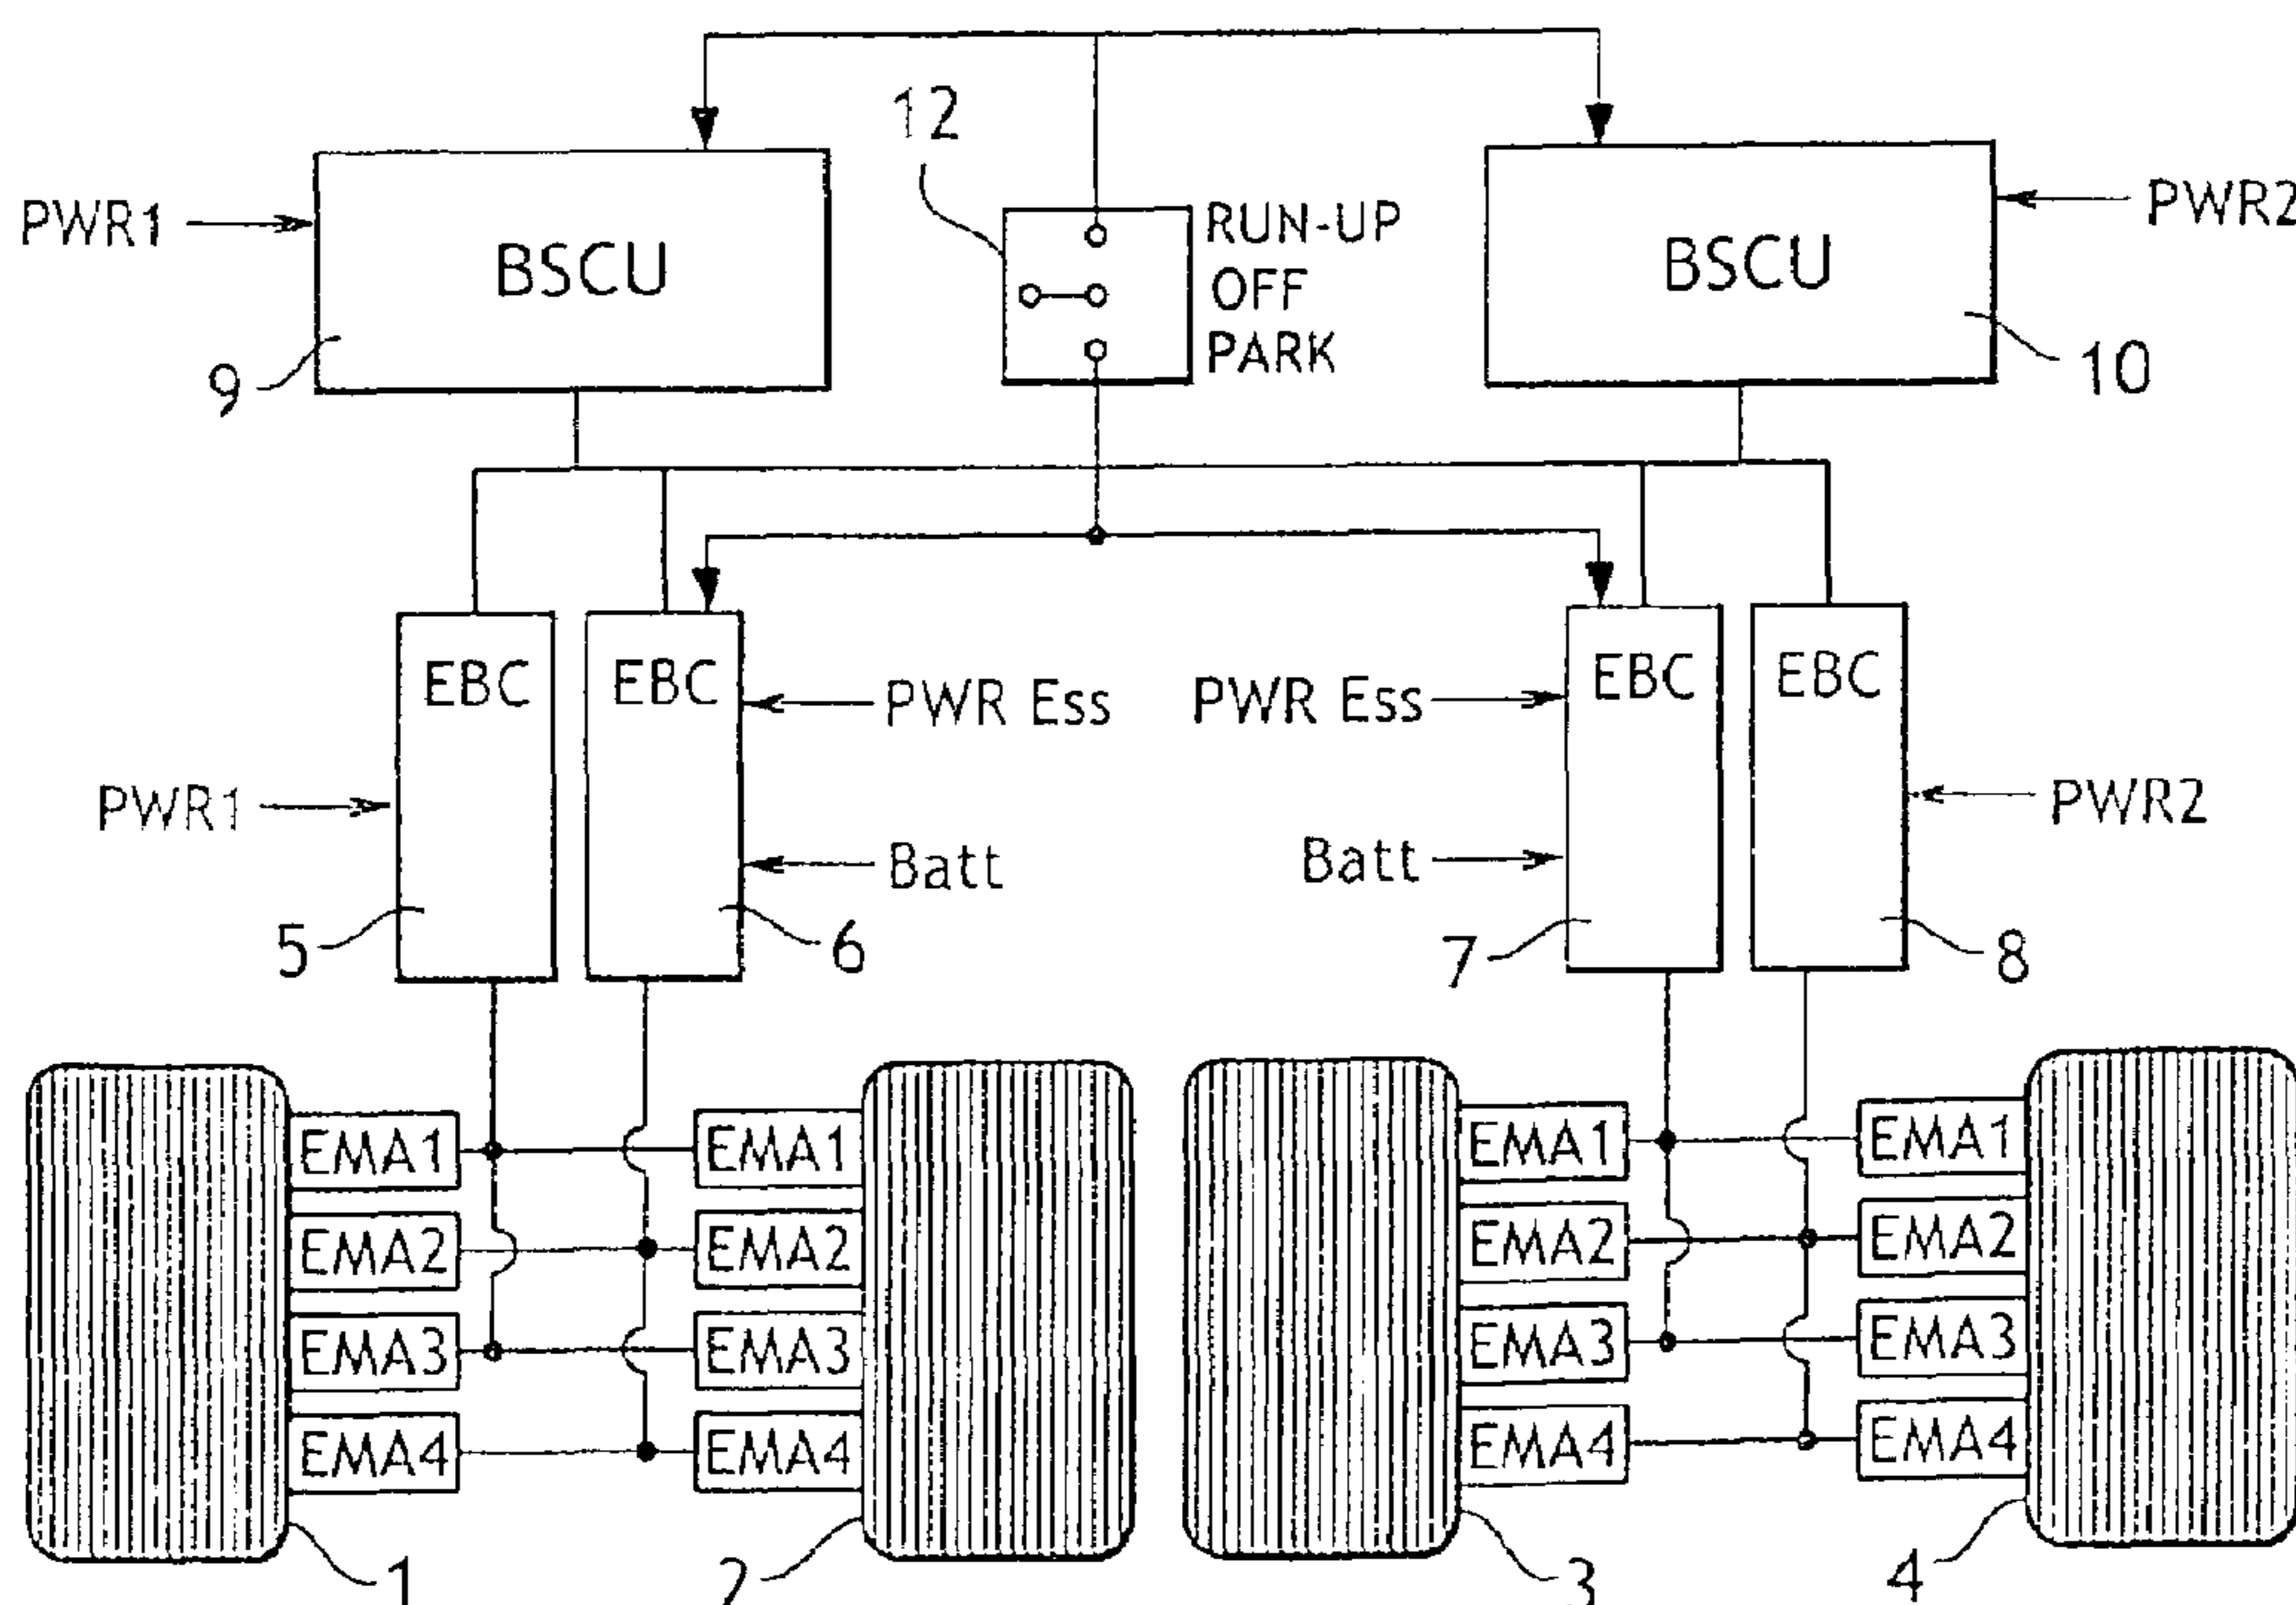 12
PWR1
BSCU
RUN-UP
OFF
PARK
BSCU
PWR2
9
10
EBC
EBC
PWR Ess
PWR Ess
EBC
EBC
PWR1
Batt
Batt
PWR2
5
6
7
8
EMA1
EMA1
EMA1
EMA1
EMA2
EMA2
EMA2
EMA2
EMA3
EMA3
EMA3
EMA3
EMA4
EMA4
EMA4
EMA4
1
2
3
4